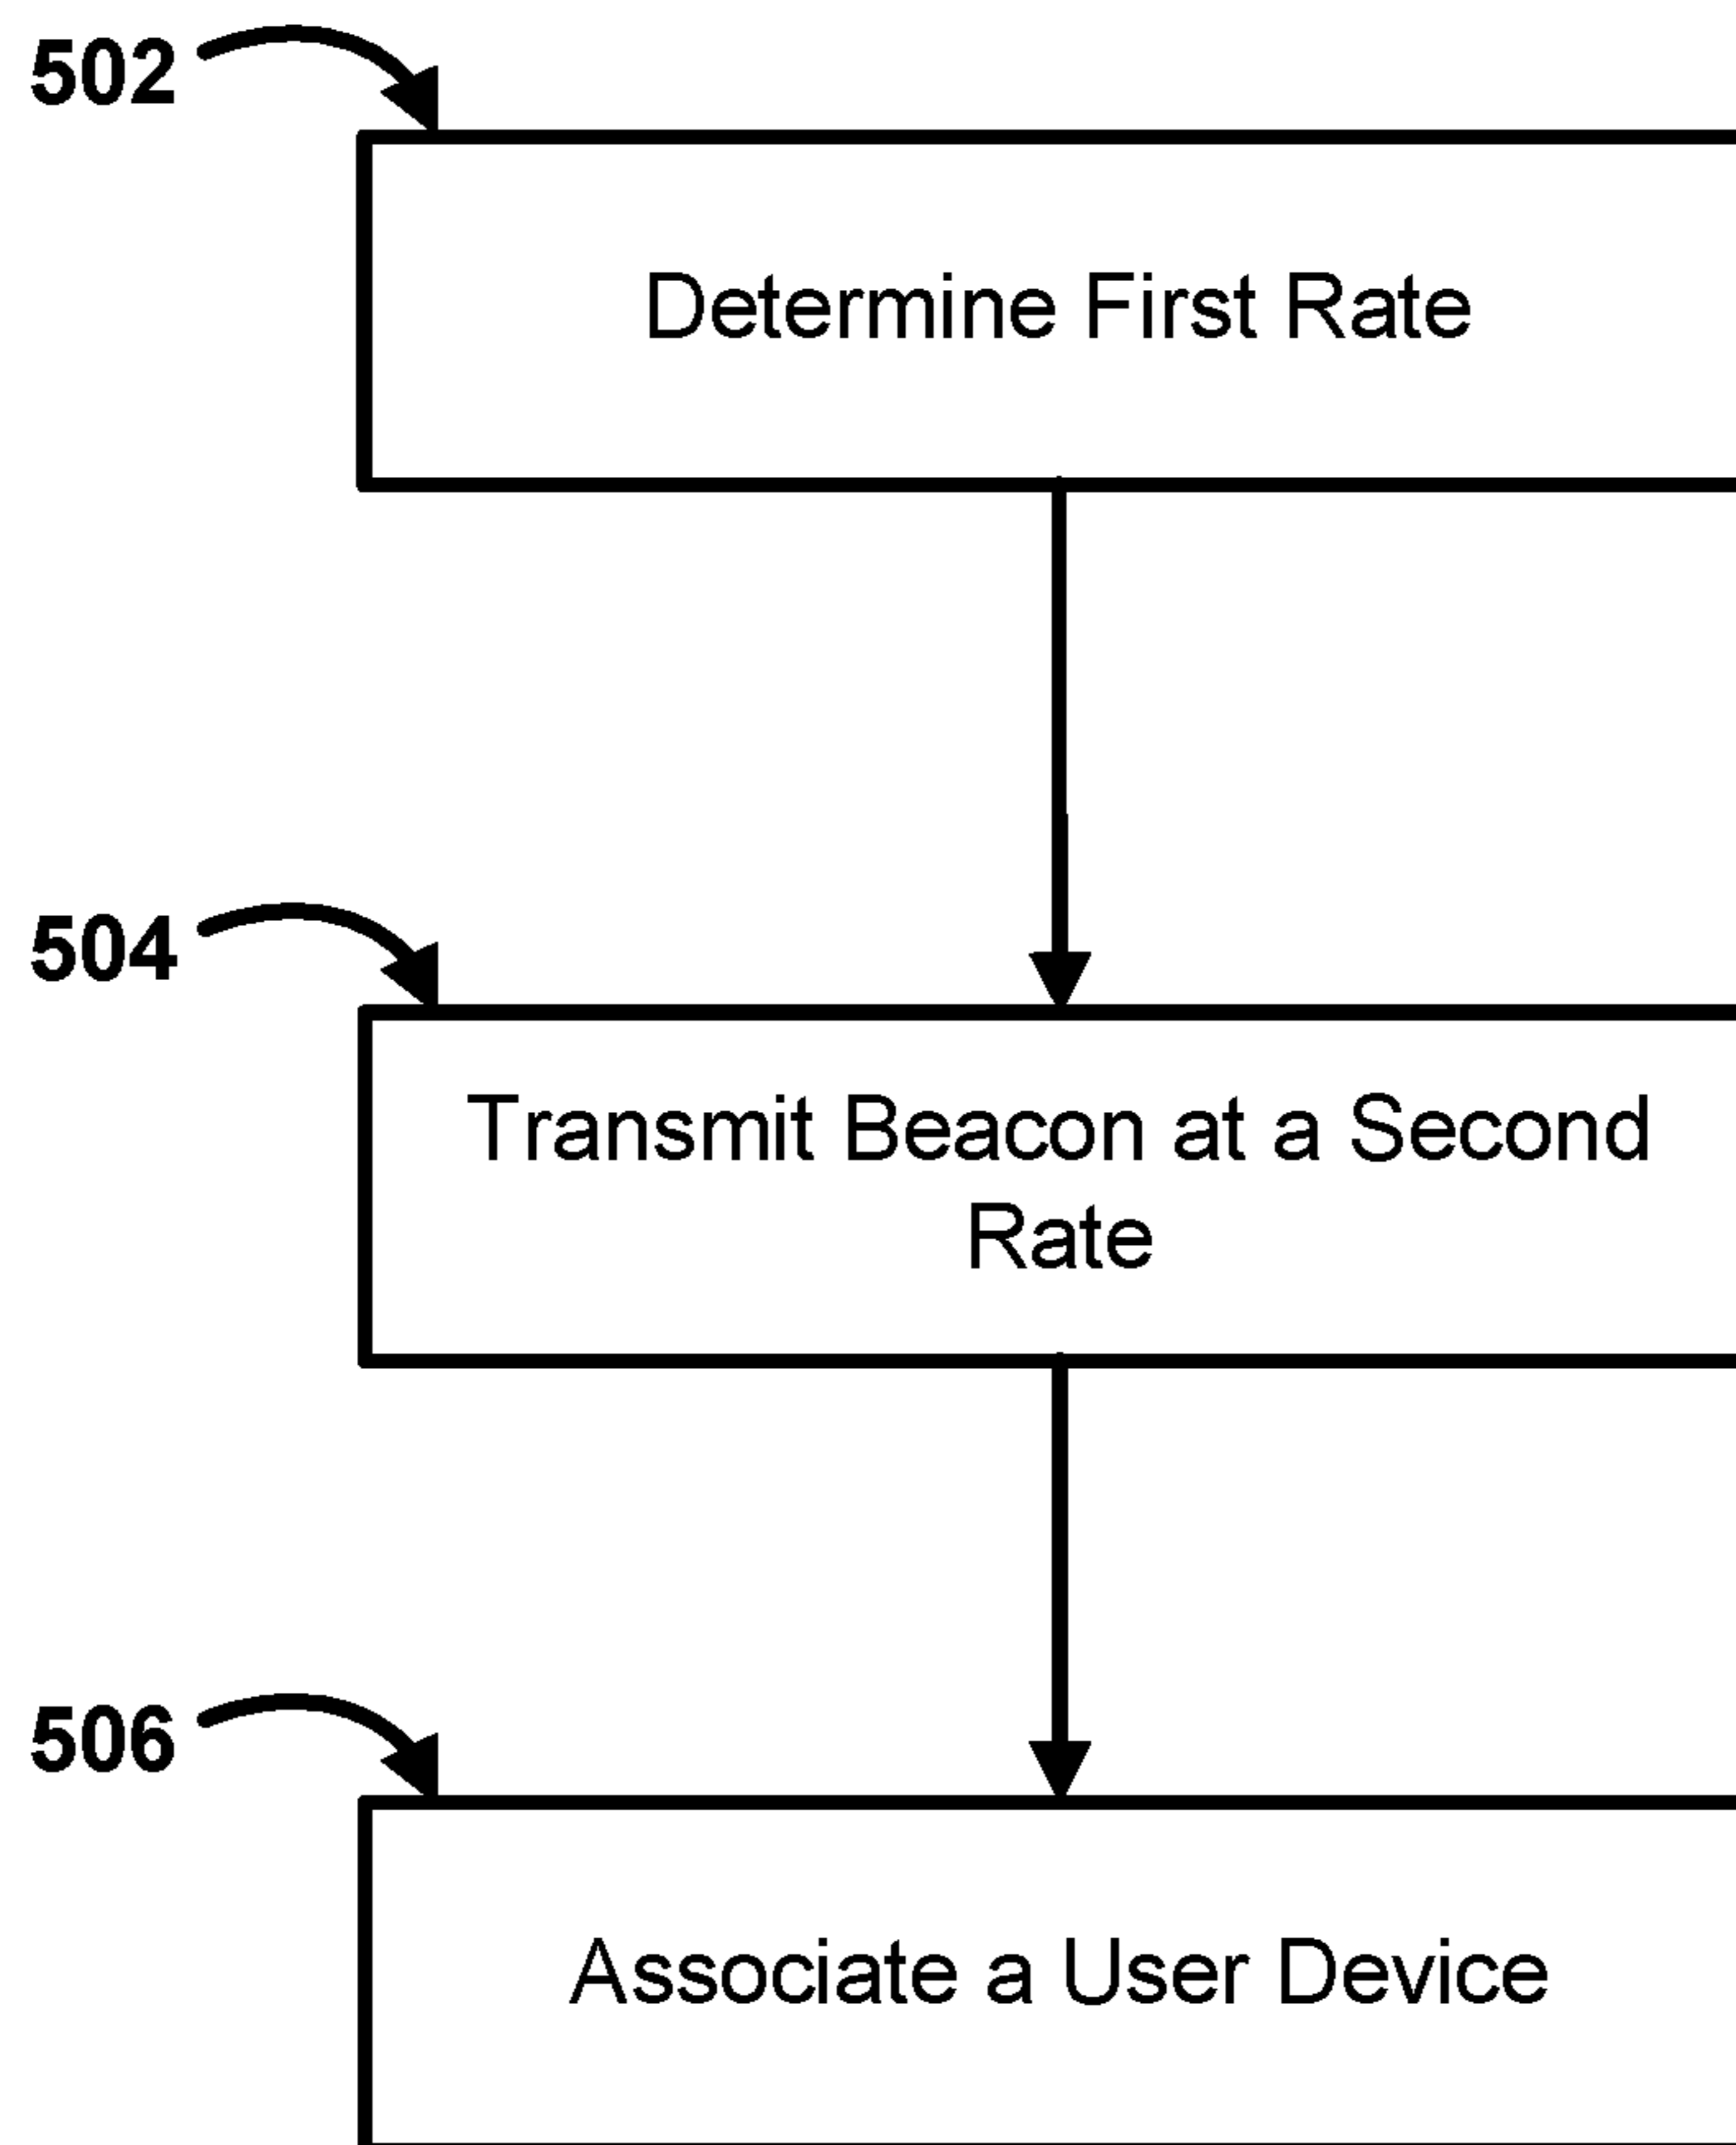 502
Determine First Rate
504
Transmit Beacon at a Second
Rate
506
Associate a User Device